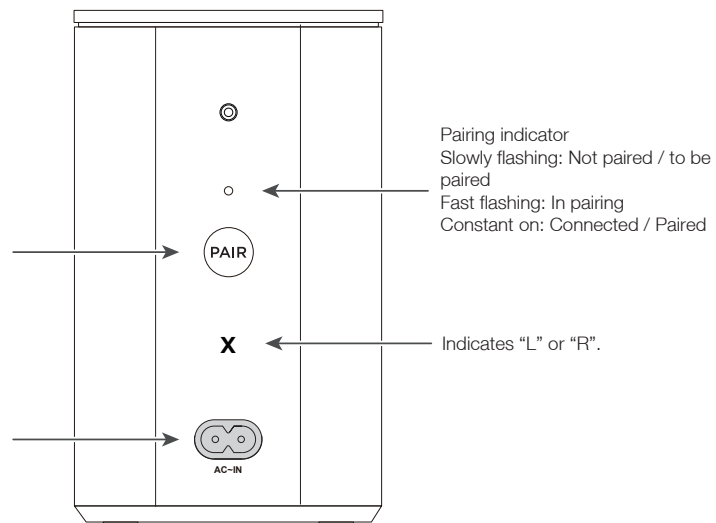 Pairing indicator
Slowly flashing: Not paired / to be
paired
Fast flashing: In pairing
Constant on: Connected / Paired
PAIR
X
Indicates “L” or “R”.
AC~IN